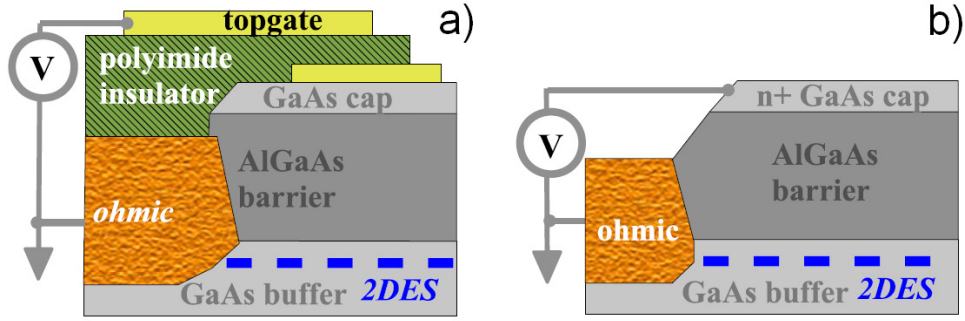 topgate
a)
V
polyimide
insulator
GaAs cap
AlGaAs
barrier
ohmic
GaAs buffer
2DES
b)
n+ GaAs cap
V
AlGaAs
barrier
ohmic
GaAs buffer
2DES